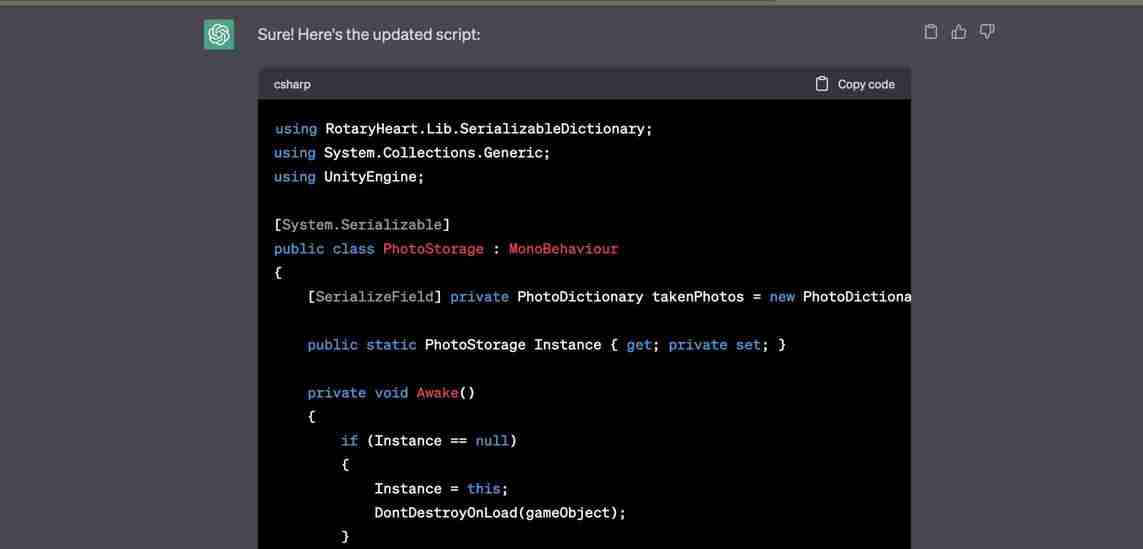 Sure! Here's the updated script:
csharp
Copy code
using RotaryHeart.Lib.SerializableDictionary;
using System.Collections.Generic;
using UnityEngine;
[System.Serializable]
public class PhotoStorage : MonoBehaviour
{
[SerializeField] private PhotoDictionary takenPhotos = new PhotoDictiona
public static PhotoStorage Instance { get; private set; }
private void Awake()
{
if (Instance == null)
{
Instance = this;
DontDestroyOnLoad(gameObject);
}